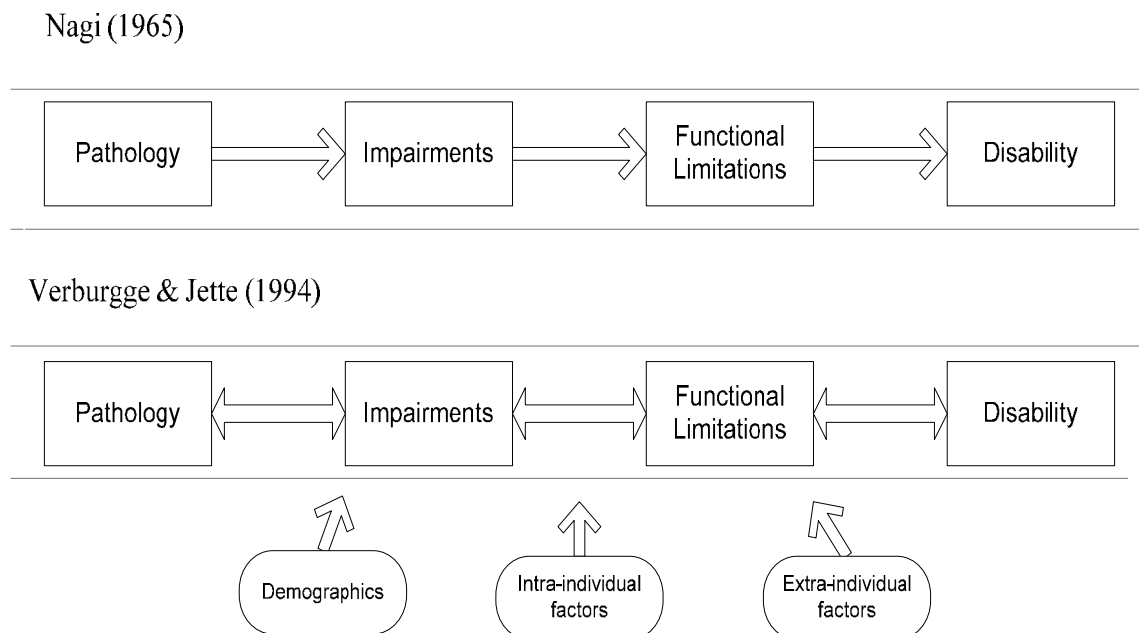 Nagi (1965)
Pathology
Impairments
Functional
Limitations
Disability
Verburgge & Jette (1994)
Pathology
Impairments
Functional
Limitations
Disability
Demographics
Intra-individual
factors
Extra-individual
factors